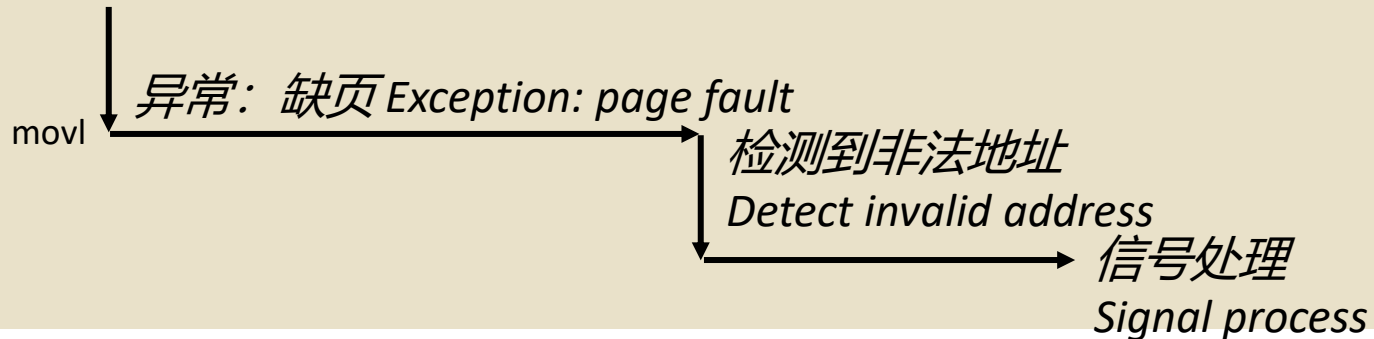 异常：缺页 Exception: page fault
movl
检测到非法地址
Detect invalid address
信号处理
Signal process